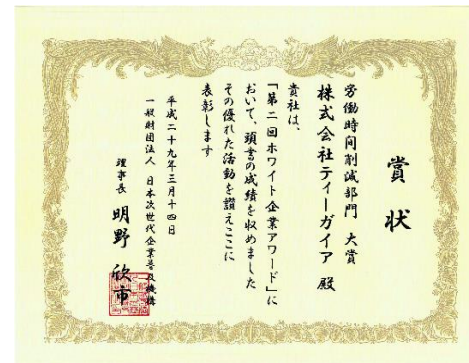 賞状
労働時間削減部門 大賞
株式会社ティーガイア 殿
貴社は、
「第二回ホワイト企業アワード」に
おいて、頭書の成績を収めました
その優れた活動を讃えここに
表彰します
平成二十九年三月十四日
一般財団法人 日本次世代企業普及機構
理事長 明野 欣市